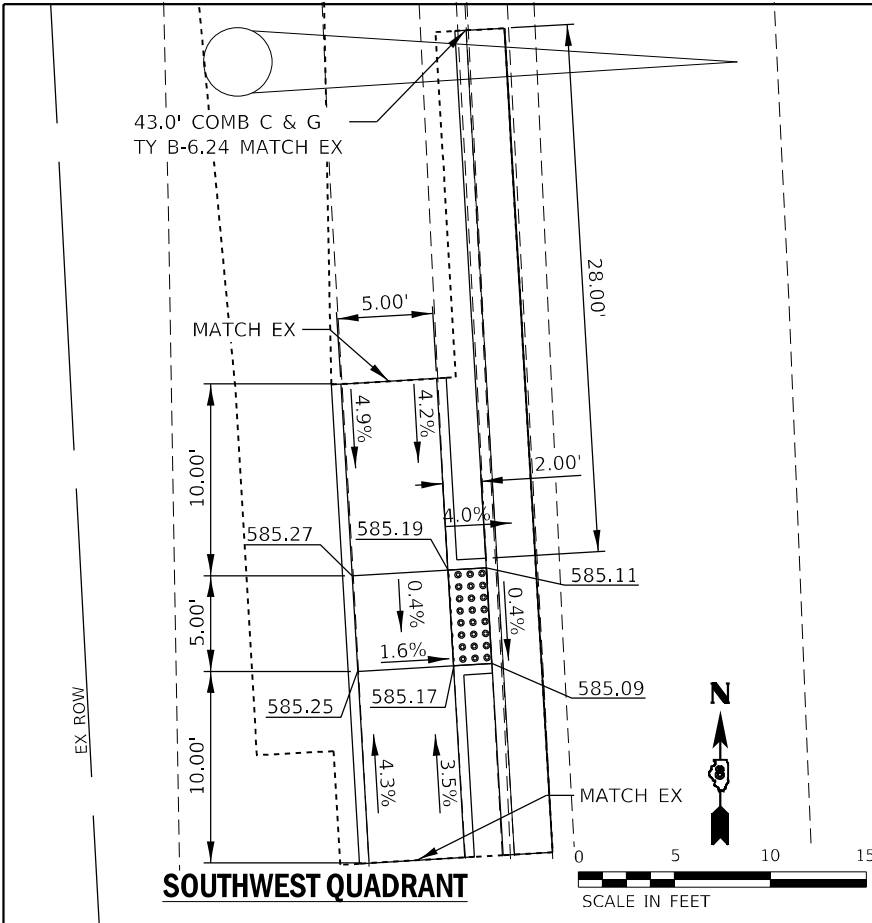 43.0' COMB C & G
TY B-6.24 MATCH EX
28.00'
5.00'
MATCH EX
4.9%
4.2%
10.00'
2.00'
4.0%
585.27
585.19
585.11
5.00'
0.4%
0.4%
1.6%
585.25
585.17
585.09
EX ROW
10.00'
4.3%
3.5%
MATCH EX
N
0 5 10 15
SCALE IN FEET
SOUTHWEST QUADRANT